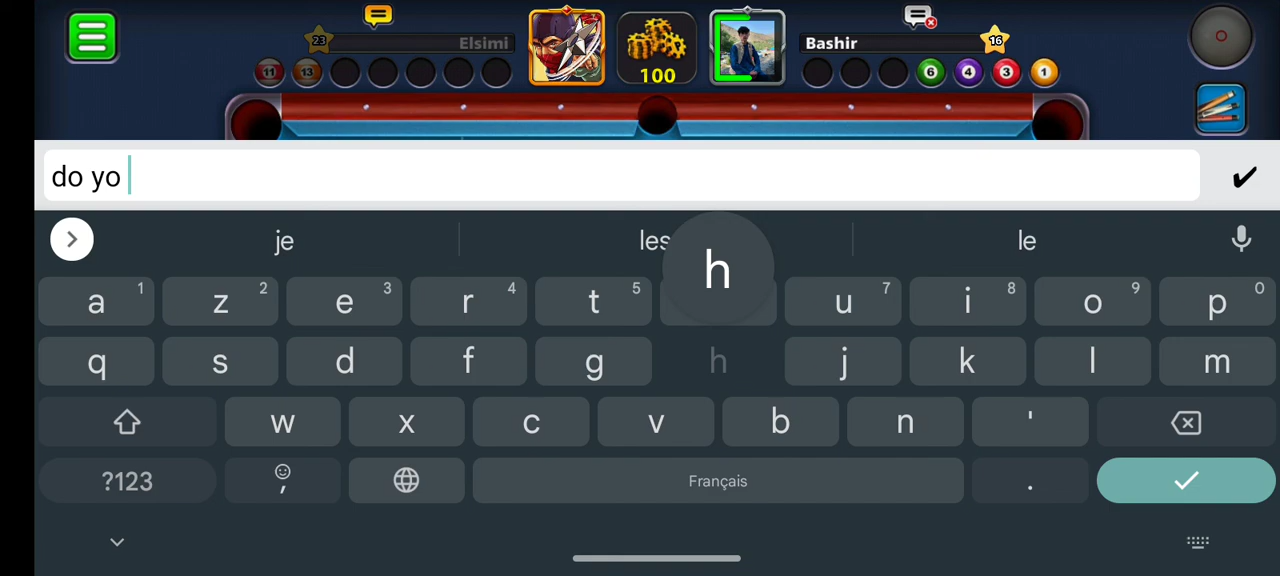 23 Elsimi 100 Bashir 16
11 13 6 4 3 1
do yo
je les le
h
a 1 z 2 e 3 r 4 t 5 u 7 i 8 o 9 p 0
q s d f g h j k l m
w x c v b n '
?123 , Français .